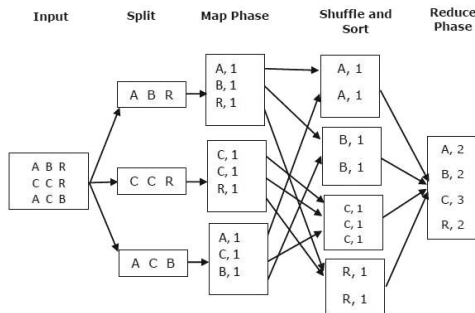 Input
Split
Map Phase
Shuffle and
Sort
Reduce
Phase
A B R
C C R
A C B
A B R
C C R
A C B
A, 1
B, 1
R, 1
C, 1
C, 1
R, 1
A, 1
C, 1
B, 1
A, 1
A, 1
B, 1
B, 1
C, 1
C, 1
C, 1
R, 1
R, 1
A, 2
B, 2
C, 3
R, 2